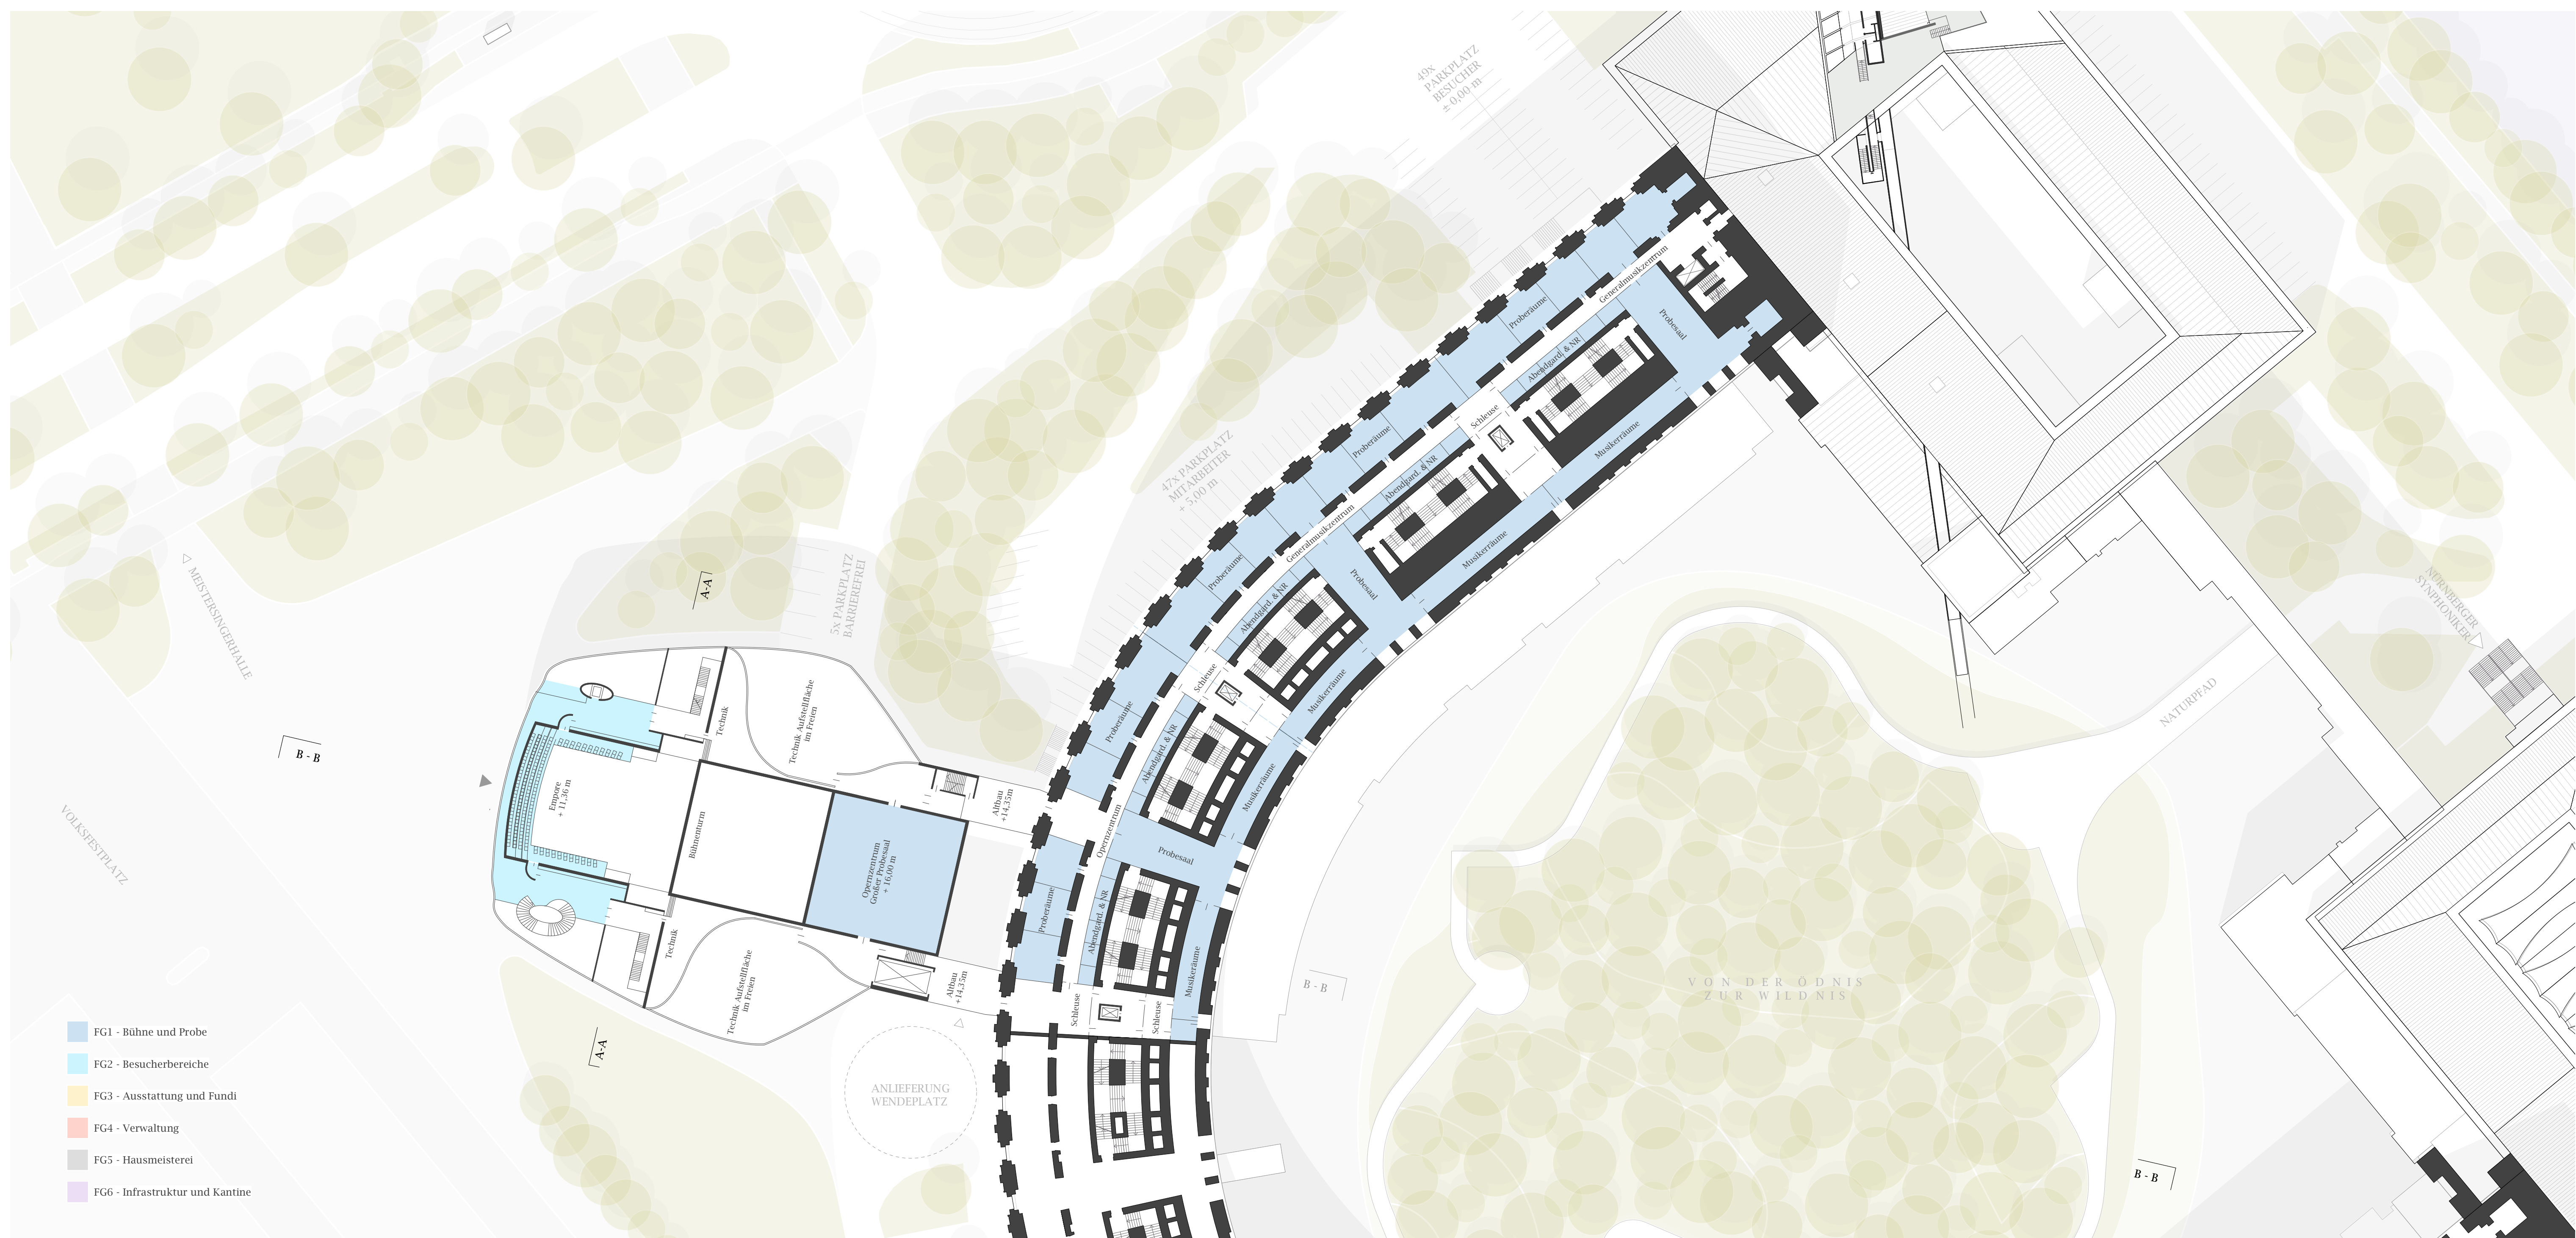 49x
PARKPLATZ
BESUCHER
± 0,00 m
47x PARKPLATZ
MITARBEITER
+ 5,00 m
5x PARKPLATZ
BARRIEREFREI
MEISTERSINGERHALLE
VOLKSFESTPLATZ
A-A
B - B
Technik
Technik Aufstellfläche
im Freien
Empore
+ 11,36 m
Bühnenturm
Opernzentrum
Großer Probesaal
+ 16,00 m
Altbau
+14,35m
Technik
Technik Aufstellfläche
im Freien
Altbau
+14,35m
A-A
ANLIEFERUNG
WENDEPLATZ
Generalmusikzentrum
Proberäume
Probesaal
Abendgard. & NR
Schleuse
Musikerräume
Proberäume
Abendgard. & NR
Generalmusikzentrum
Musikerräume
Proberäume
Probesaal
Abendgard. & NR
Schleuse
Musikerräume
Proberäume
Abendgard. & NR
Musikerräume
Opernzentrum
Probesaal
Proberäume
Abendgard. & NR
Musikerräume
Schleuse
Schleuse
B - B
VON DER ÖDNIS
ZUR WILDNIS
NATURPFAD
NÜRNBERGER
SYNPHONIKER
B - B
FG1 - Bühne und Probe
FG2 - Besucherbereiche
FG3 - Ausstattung und Fundi
FG4 - Verwaltung
FG5 - Hausmeisterei
FG6 - Infrastruktur und Kantine